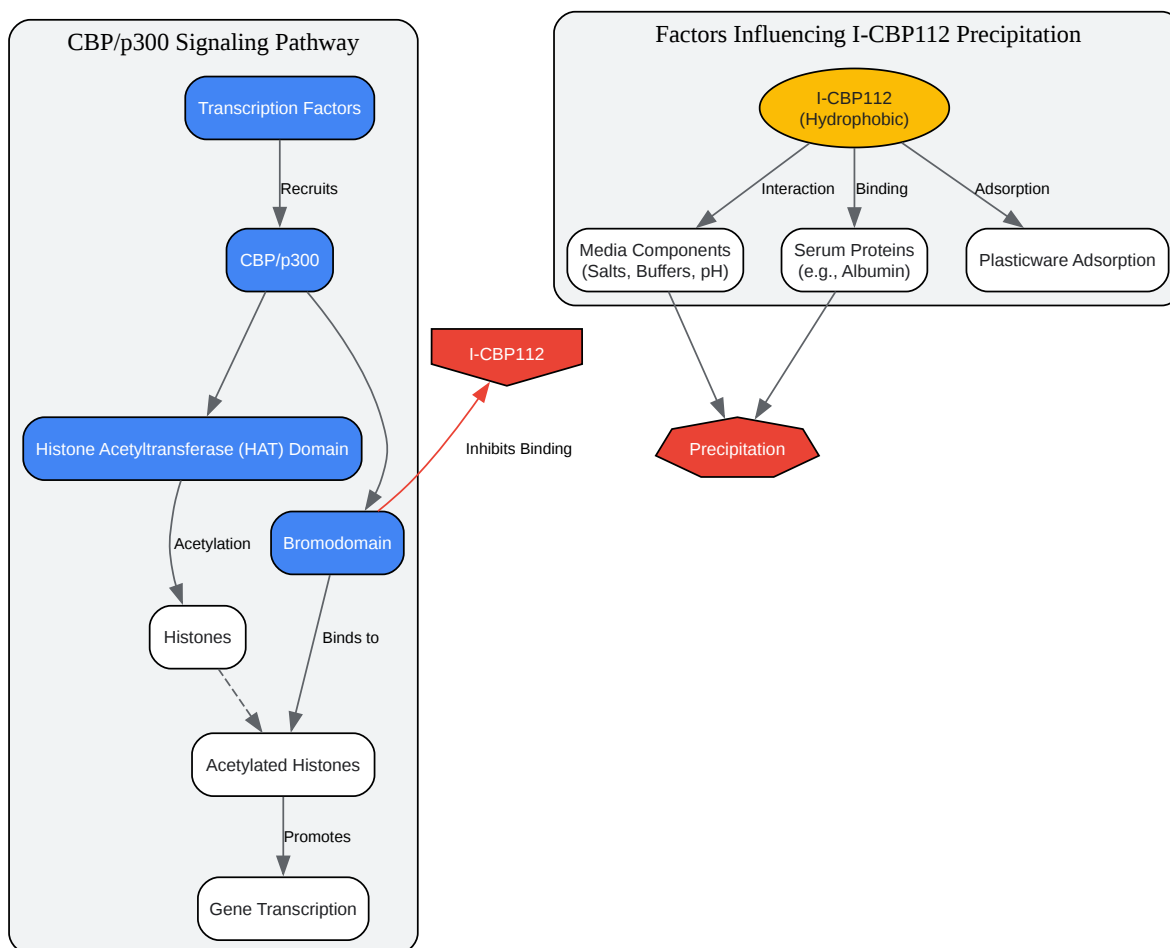 CBP/p300 Signaling Pathway
Transcription Factors
Recruits
CBP/p300
Histone Acetyltransferase (HAT) Domain
Acetylation
Bromodomain
Histones
Binds to
Acetylated Histones
Promotes
Gene Transcription
I-CBP112
Inhibits Binding
Factors Influencing I-CBP112 Precipitation
I-CBP112
(Hydrophobic)
Interaction
Binding
Adsorption
Media Components
(Salts, Buffers, pH)
Serum Proteins
(e.g., Albumin)
Plasticware Adsorption
Precipitation